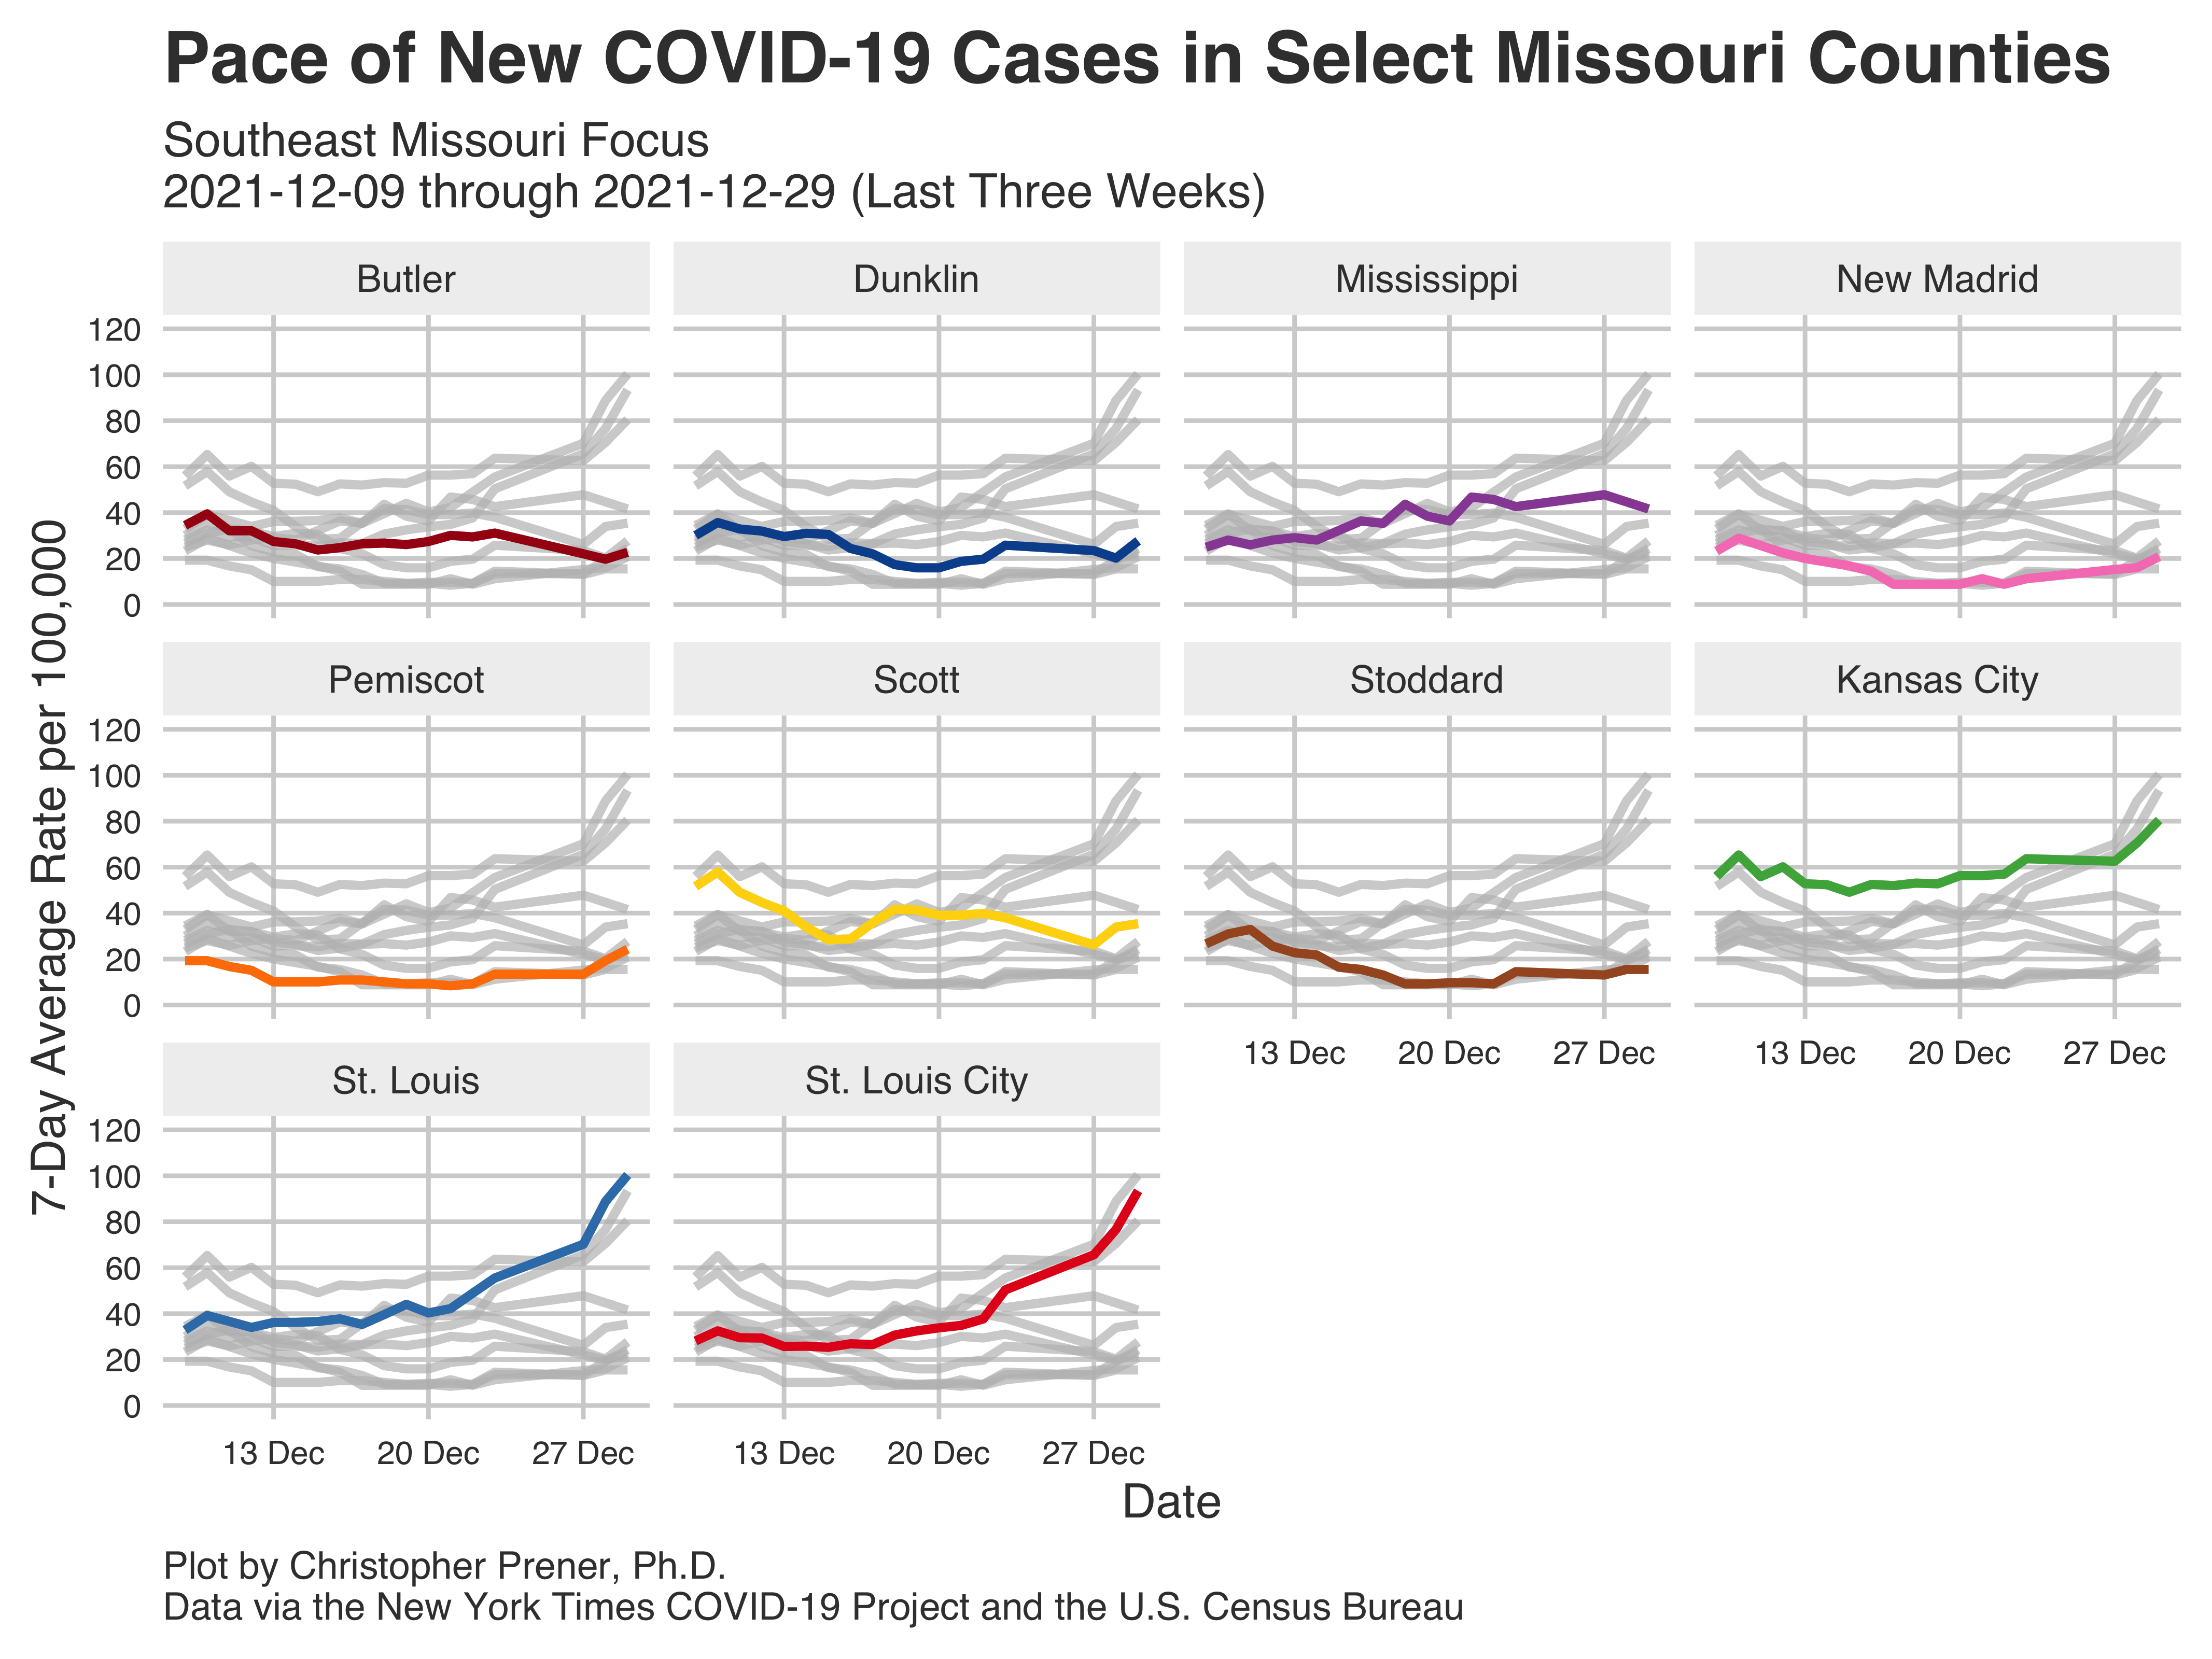 Pace of New COVID-19 Cases in Select Missouri Counties
Southeast Missouri Focus
2021-12-09 through 2021-12-29 (Last Three Weeks)
7-Day Average Rate per 100,000
Butler
Dunklin
Mississippi
New Madrid
120
100
80
60
40
20
0
Pemiscot
Scott
Stoddard
Kansas City
120
100
80
60
40
20
0
13 Dec
20 Dec
27 Dec
13 Dec
20 Dec
27 Dec
St. Louis
St. Louis City
120
100
80
60
40
20
0
13 Dec
20 Dec
27 Dec
13 Dec
20 Dec
27 Dec
Date
Plot by Christopher Prener, Ph.D.
Data via the New York Times COVID-19 Project and the U.S. Census Bureau